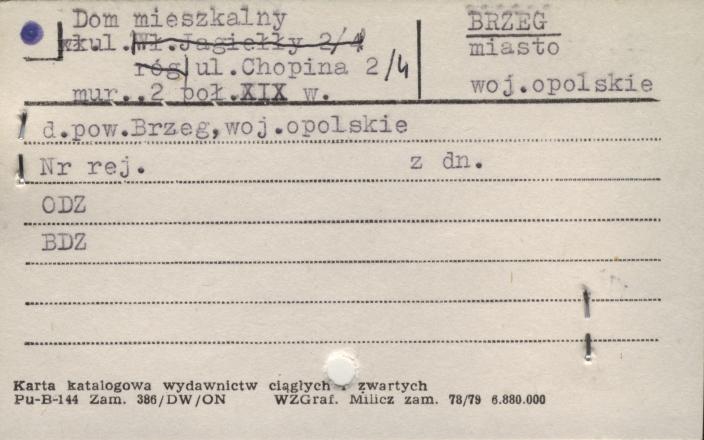 Dom mieszkalny
ul. Wł. Jagiełły 2/4
róg ul. Chopina 2/4
mur..2 poł.XIX w.
BRZEG
miasto
woj.opolskie
d.pow.Brzeg,woj.opolskie
Nr rej. z dn.
ODZ
BDZ
Karta katalogowa wydawnictw ciągłych i zwartych
Pu-B-144 Zam. 386/DW/ON WZGraf. Milicz zam. 78/79 6.880.000